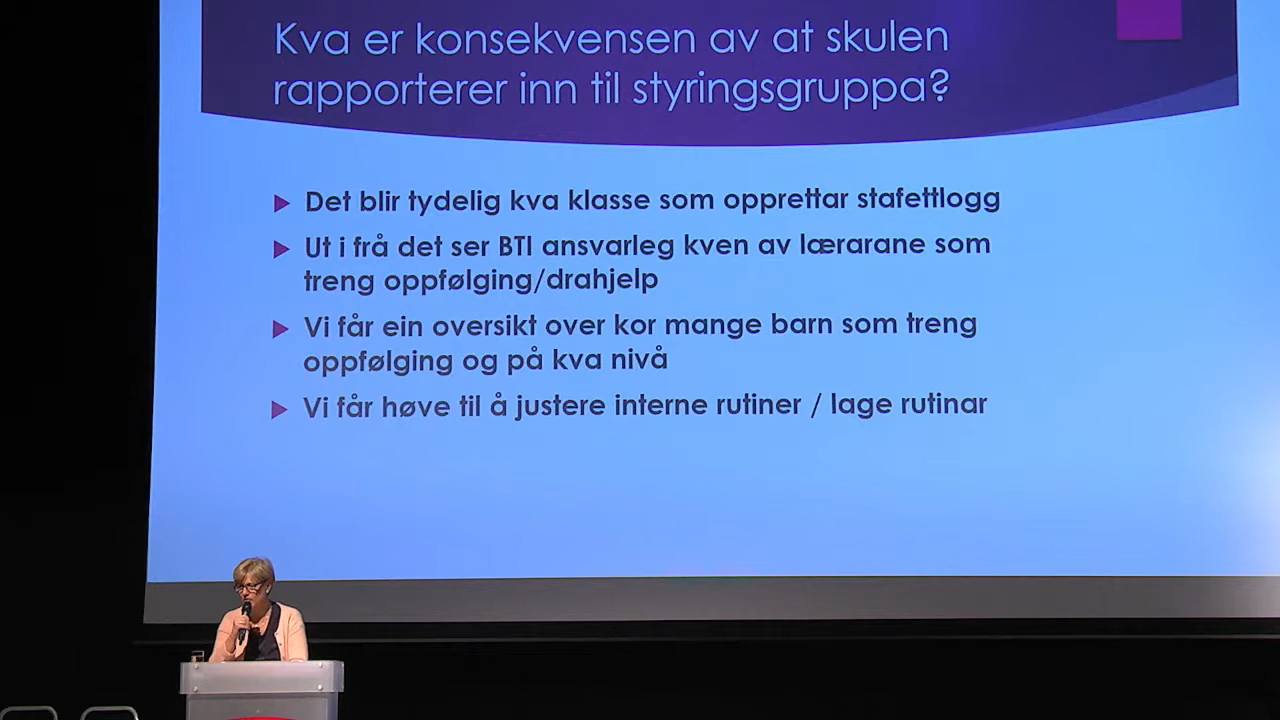 Kva er konsekvensen av at skulen
rapporterer inn til styringsgruppa?
Det blir tydelig kva klasse som opprettar stafettlogg
Ut i frå det ser BTI ansvarleg kven av lærarane som
treng oppfølging/drahjelp
Vi får ein oversikt over kor mange barn som treng
oppfølging og på kva nivå
Vi får høve til å justere interne rutiner / lage rutinar